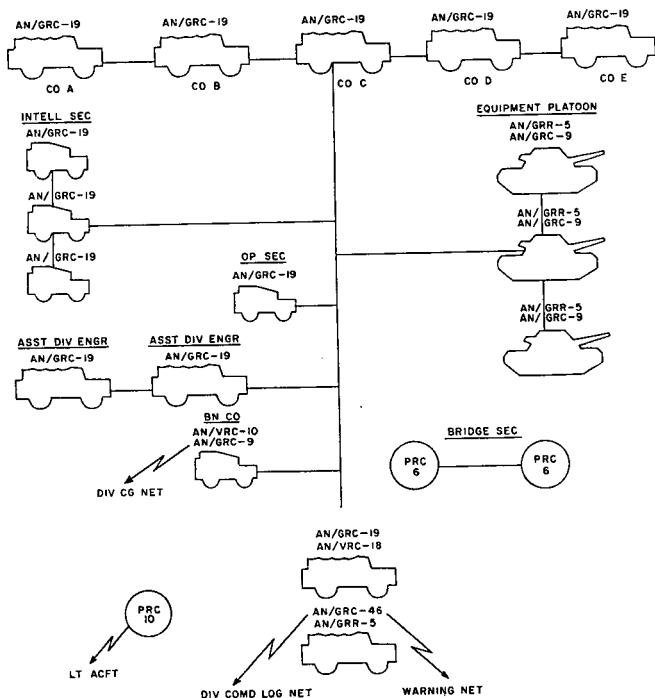 AN/GRC-19 AN/GRC-19 AN/GRC-19 AN/GRC-19 AN/GRC-19
CO A CO B CO C CO D CO E
INTELL SEC
AN/GRC-19
AN/GRC-19
AN/GRC-19
EQUIPMENT PLATOON
AN/GRR-5
AN/GRC-9
AN/GRR-5
AN/GRC-9
AN/GRR-5
AN/GRC-9
OP SEC
AN/GRC-19
ASST DIV ENGR
AN/GRC-19
ASST DIV ENGR
AN/GRC-19
BN CO
AN/VRC-10
AN/GRC-9
DIV CG NET
BRIDGE SEC
PRC
6
PRC
6
AN/GRC-19
AN/VRC-18
AN/GRC-46
AN/GRR-5
PRC
10
LT ACFT
DIV COMD LOG NET
WARNING NET